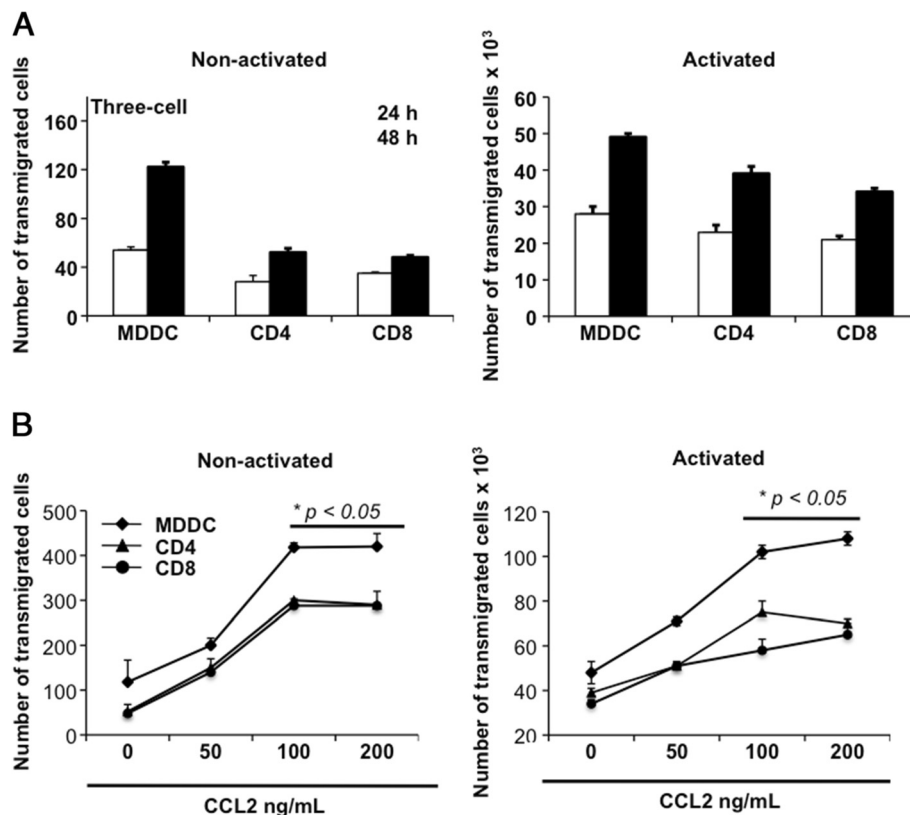 A
Non-activated
Number of transmigrated cells
Three-cell
24 h
48 h
160
120
80
40
0
MDDC CD4 CD8
Activated
Number of transmigrated cells x 10³
60
50
40
30
20
10
0
MDDC CD4 CD8
B
Non-activated
Number of transmigrated cells
* p < 0.05
MDDC
CD4
CD8
500
400
300
200
100
0
0 50 100 200
CCL2 ng/mL
Activated
Number of transmigrated cells x 10³
* p < 0.05
120
100
80
60
40
20
0 50 100 200
CCL2 ng/mL